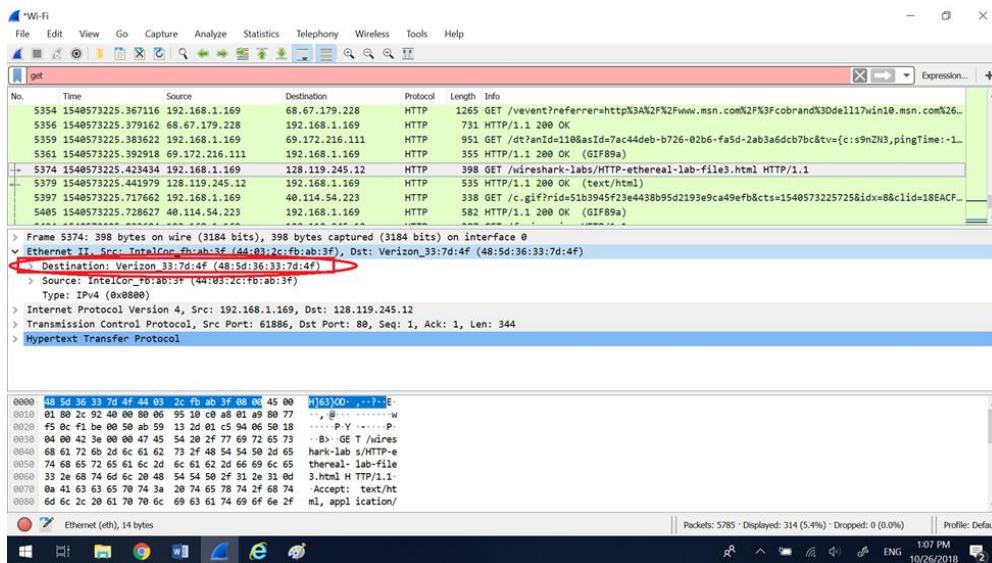 *Wi-Fi
File Edit View Go Capture Analyze Statistics Telephony Wireless Tools Help
get Expression... +
No. Time Source Destination Protocol Length Info
5354 1540573225.367116 192.168.1.169 68.67.179.228 HTTP 1265 GET /vevent?referrer=http%3A%2F%2Fwww.msn.com%2F%3Fcobrand%3Ddell17win10.msn.com%26…
5356 1540573225.379162 68.67.179.228 192.168.1.169 HTTP 731 HTTP/1.1 200 OK
5359 1540573225.383622 192.168.1.169 69.172.216.111 HTTP 951 GET /dt?anId=110&asId=7ac44deb-b726-02b6-fa5d-2ab3a6dcb7bc&tv={c:s9nZN3,pingTime:-1…
5361 1540573225.392918 69.172.216.111 192.168.1.169 HTTP 355 HTTP/1.1 200 OK (GIF89a)
5374 1540573225.423434 192.168.1.169 128.119.245.12 HTTP 398 GET /wireshark-labs/HTTP-ethereal-lab-file3.html HTTP/1.1
5379 1540573225.441979 128.119.245.12 192.168.1.169 HTTP 535 HTTP/1.1 200 OK (text/html)
5397 1540573225.717662 192.168.1.169 40.114.54.223 HTTP 338 GET /c.gif?rid=51b3945f23e4438b95d2193e9ca49efb&cts=1540573225725&idx=8&clid=18EACF…
5405 1540573225.728627 40.114.54.223 192.168.1.169 HTTP 582 HTTP/1.1 200 OK (GIF89a)
Frame 5374: 398 bytes on wire (3184 bits), 398 bytes captured (3184 bits) on interface 0
Ethernet II, Src: IntelCor_fb:ab:3f (44:03:2c:fb:ab:3f), Dst: Verizon_33:7d:4f (48:5d:36:33:7d:4f)
Destination: Verizon_33:7d:4f (48:5d:36:33:7d:4f)
Source: IntelCor_fb:ab:3f (44:03:2c:fb:ab:3f)
Type: IPv4 (0x0800)
Internet Protocol Version 4, Src: 192.168.1.169, Dst: 128.119.245.12
Transmission Control Protocol, Src Port: 61886, Dst Port: 80, Seq: 1, Ack: 1, Len: 344
Hypertext Transfer Protocol
0000 48 5d 36 33 7d 4f 44 03 2c fb ab 3f 08 00 45 00 H]63}OD· ,··?··E·
0010 01 80 2c 92 40 00 80 06 95 10 c0 a8 01 a9 80 77 ··,·@··· ·······w
0020 f5 0c f1 be 00 50 ab 59 13 2d 01 c5 94 06 50 18 ·····P·Y ·-····P·
0030 04 00 42 3e 00 00 47 45 54 20 2f 77 69 72 65 73 ··B>··GE T /wires
0040 68 61 72 6b 2d 6c 61 62 73 2f 48 54 54 50 2d 65 hark-lab s/HTTP-e
0050 74 68 65 72 65 61 6c 2d 6c 61 62 2d 66 69 6c 65 thereal- lab-file
0060 33 2e 68 74 6d 6c 20 48 54 54 50 2f 31 2e 31 0d 3.html H TTP/1.1·
0070 0a 41 63 63 65 70 74 3a 20 74 65 78 74 2f 68 74 ·Accept: text/ht
0080 6d 6c 2c 20 61 70 70 6c 69 63 61 74 69 6f 6e 2f ml, appl ication/
Ethernet (eth), 14 bytes Packets: 5785 · Displayed: 314 (5.4%) · Dropped: 0 (0.0%) Profile: Defau
ENG 1:07 PM
10/26/2018 2